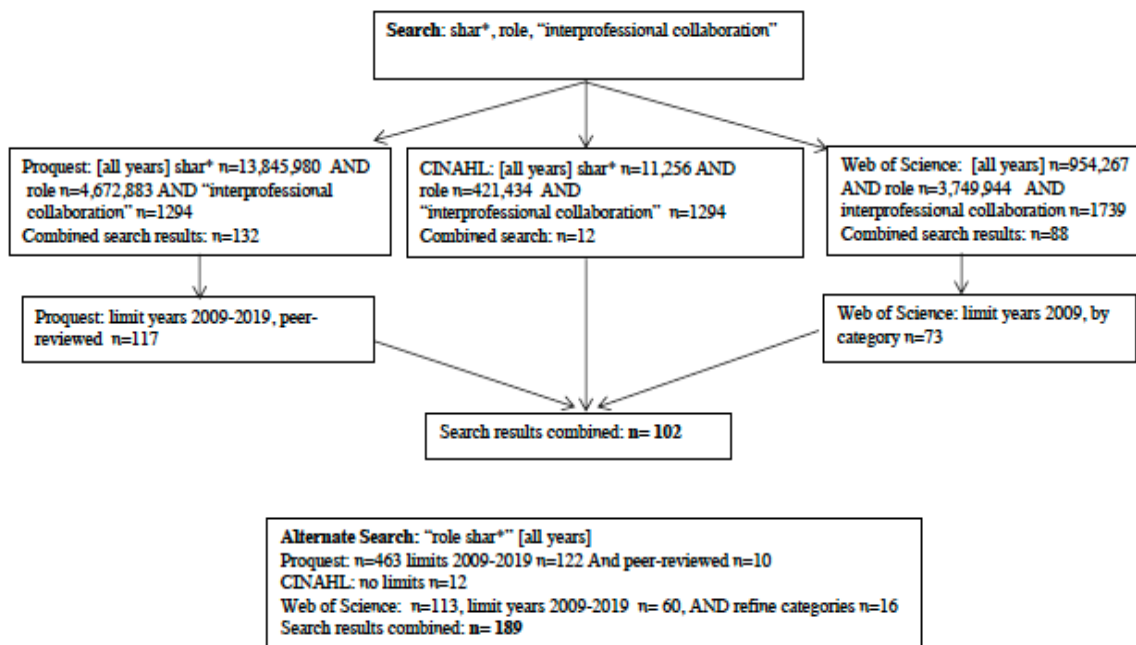 Search: shar*, role, “interprofessional collaboration”
Proquest: [all years] shar* n=13,845,980 AND
role n=4,672,883 AND “interprofessional
collaboration” n=1294
Combined search results: n=132
CINAHL: [all years] shar* n=11,256 AND
role n=421,434 AND
“interprofessional collaboration” n=1294
Combined search: n=12
Web of Science: [all years] n=954,267
AND role n=3,749,944 AND
interprofessional collaboration n=1739
Combined search results: n=88
Proquest: limit years 2009-2019, peer-
reviewed n=117
Web of Science: limit years 2009, by
category n=73
Search results combined: n= 102
Alternate Search: “role shar*” [all years]
Proquest: n=463 limits 2009-2019 n=122 And peer-reviewed n=10
CINAHL: no limits n=12
Web of Science: n=113, limit years 2009-2019 n= 60, AND refine categories n=16
Search results combined: n= 189